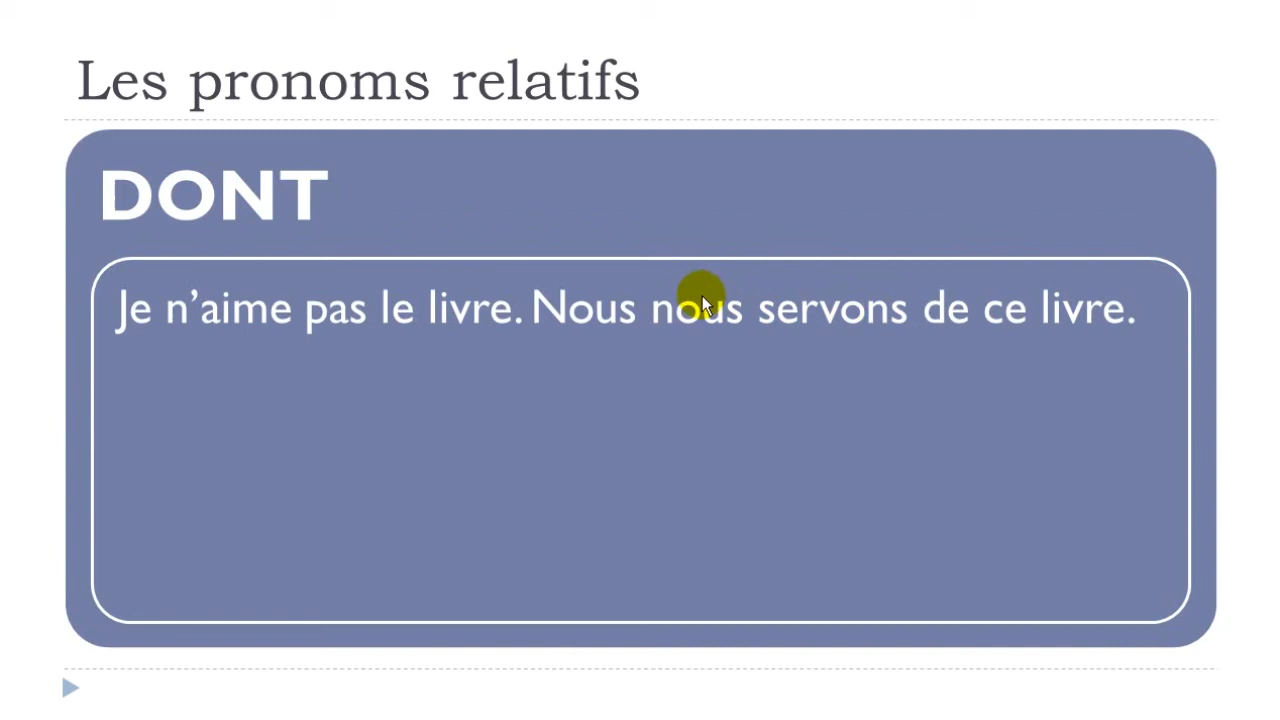 Les pronoms relatifs
DONT
Je n’aime pas le livre. Nous nous servons de ce livre.